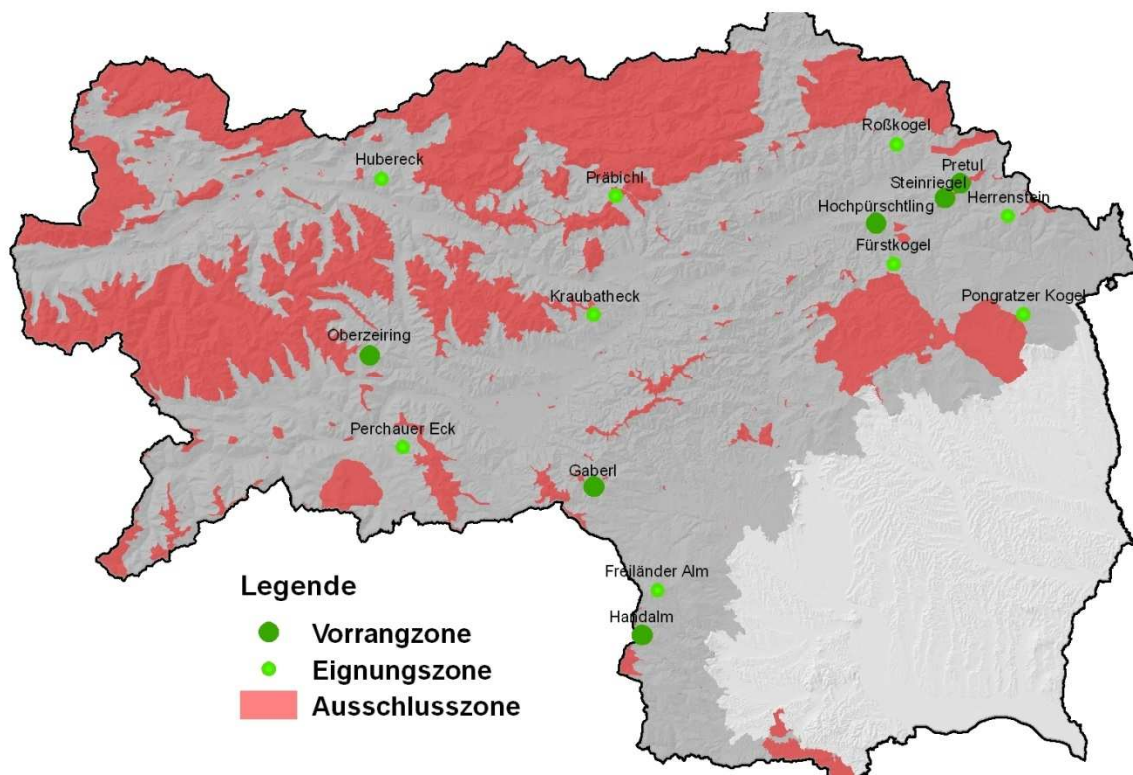 Roßkogel
Hubereck
Pretul
Präbichl
Steinriegel
Herrenstein
Hochpürschtling
Fürstkogel
Kraubatheck
Pongratzer Kogel
Oberzeiring
Perchauer Eck
Gaberl
Freiländer Alm
Handalm
Legende
Vorrangzone
Eignungszone
Ausschlusszone